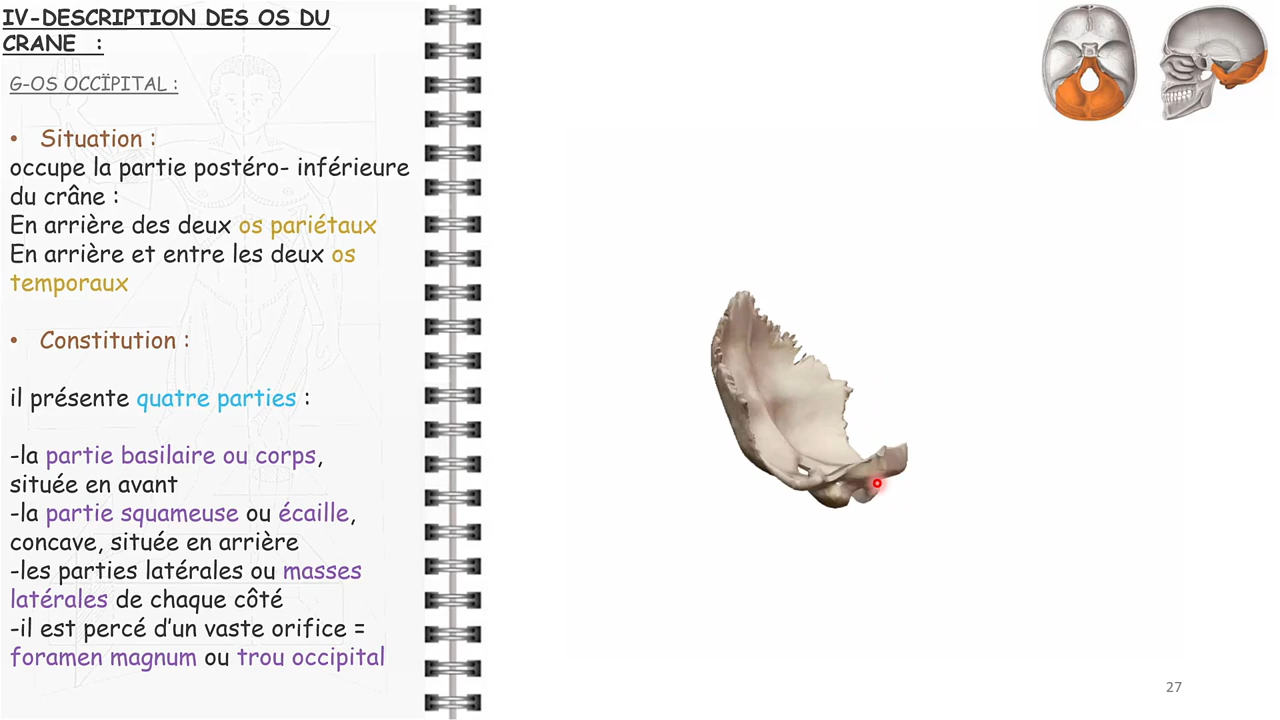 IV-DESCRIPTION DES OS DU
CRANE :
G-OS OCCÏPITAL :
• Situation :
occupe la partie postéro- inférieure
du crâne :
En arrière des deux os pariétaux
En arrière et entre les deux os
temporaux
• Constitution :
il présente quatre parties :
-la partie basilaire ou corps,
située en avant
-la partie squameuse ou écaille,
concave, située en arrière
-les parties latérales ou masses
latérales de chaque côté
-il est percé d’un vaste orifice =
foramen magnum ou trou occipital
27